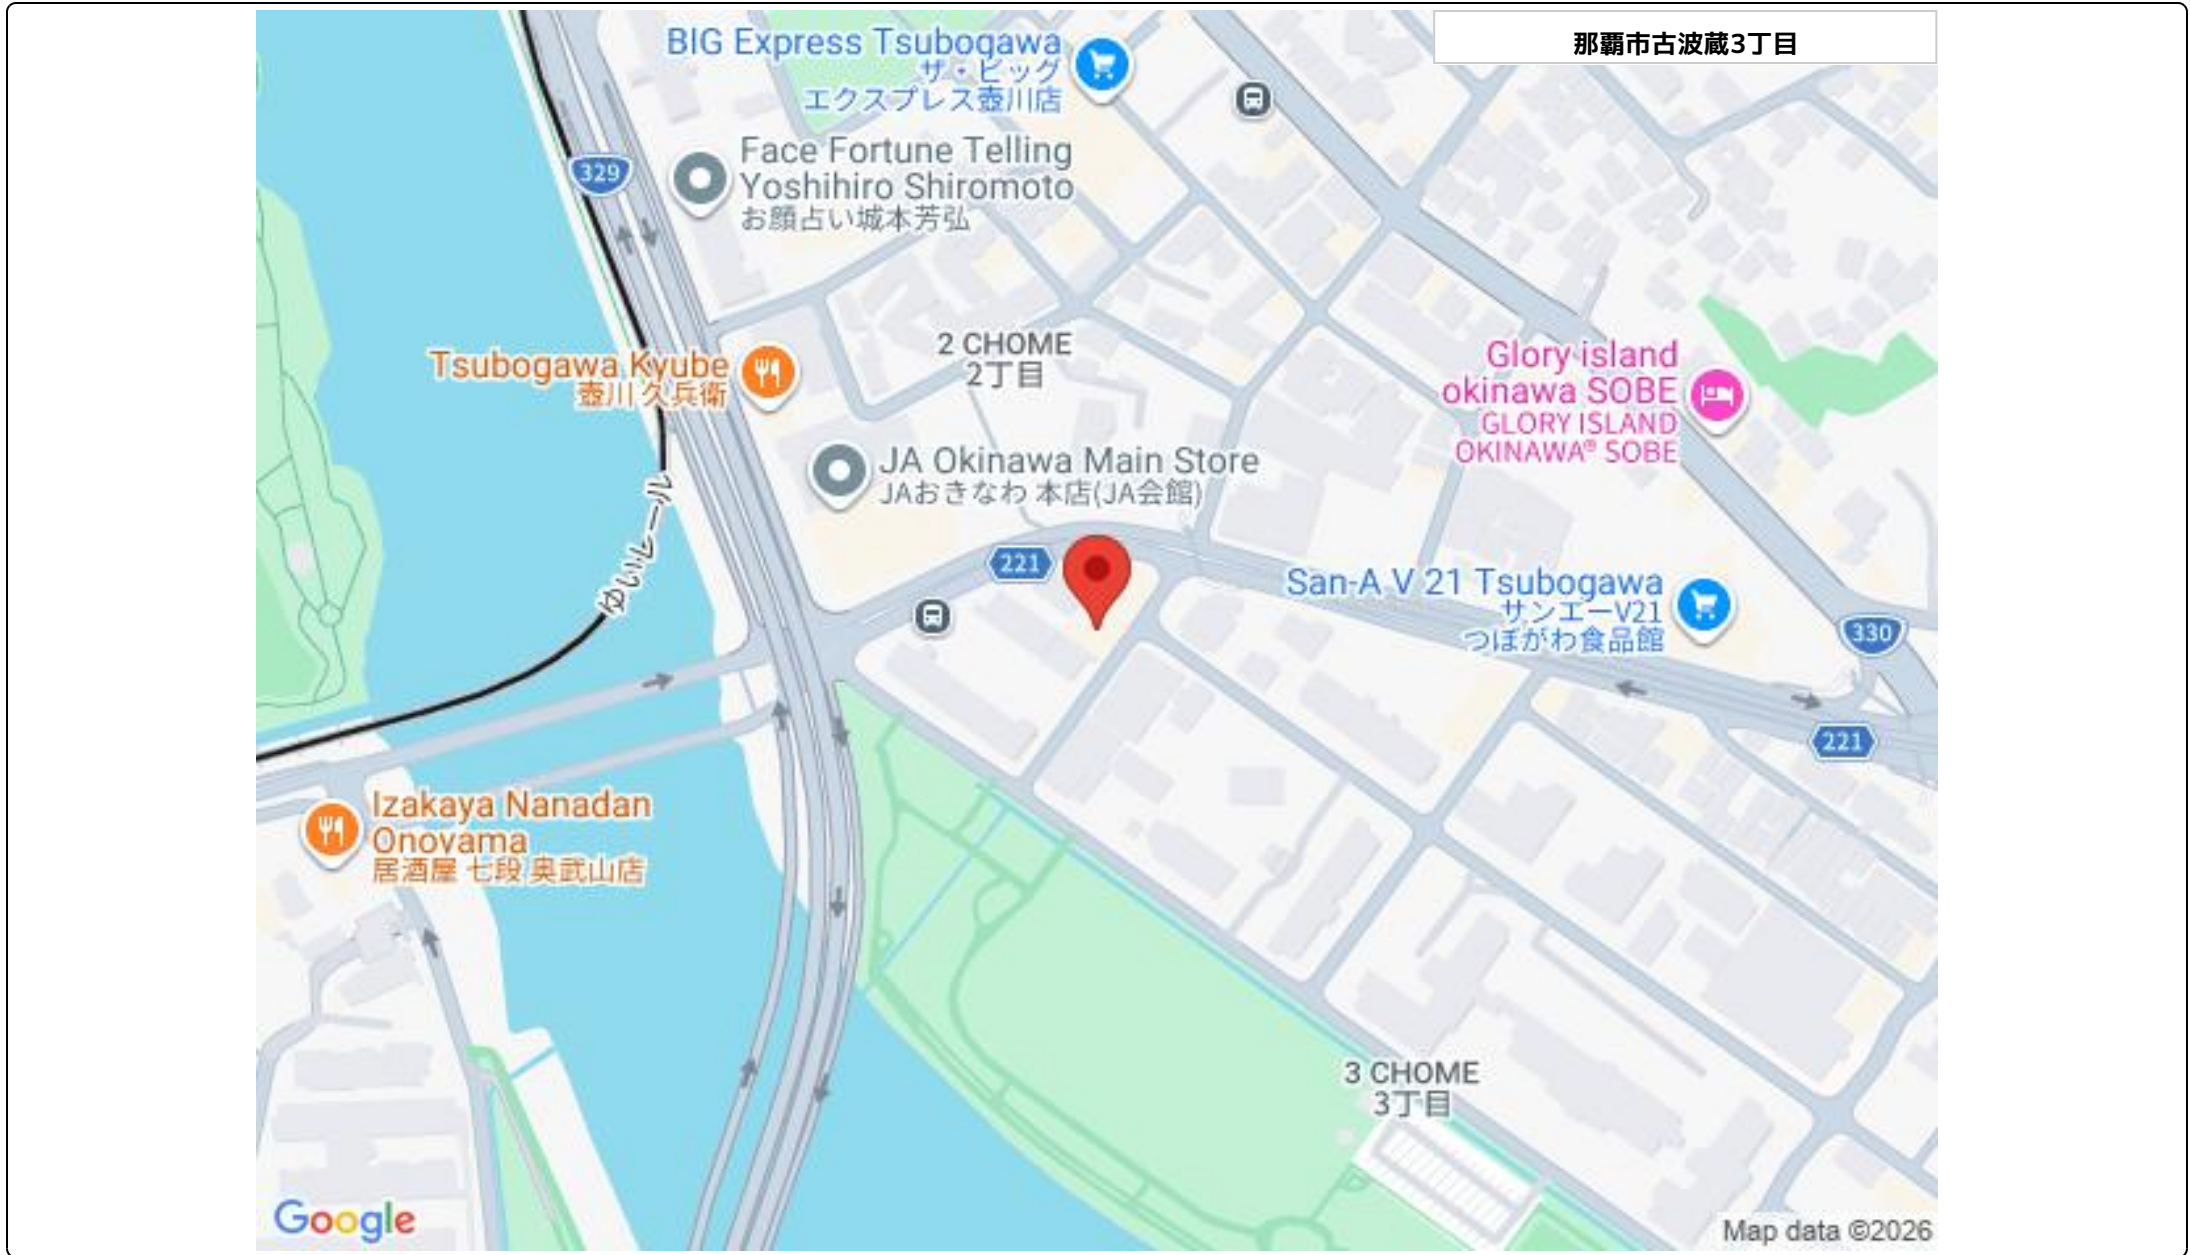 那覇市古波蔵3丁目
BIG Express Tsubogawa
ザ・ビッグ
エクスプレス壺川店
329
Face Fortune Telling
Yoshihiro Shiromoto
お顔占い城本芳弘
2 CHOME
2丁目
Tsubogawa Kyube
壺川 久兵衛
Glory island
okinawa SOBE
GLORY ISLAND
OKINAWA® SOBE
JA Okinawa Main Store
JAおきなわ 本店(JA会館)
ゆいレール
221
San-A V 21 Tsubogawa
サンエーV21
つぼがわ食品館
330
221
Izakaya Nanadan
Onoyama
居酒屋 七段 奥武山店
3 CHOME
3丁目
Google
Map data ©2026